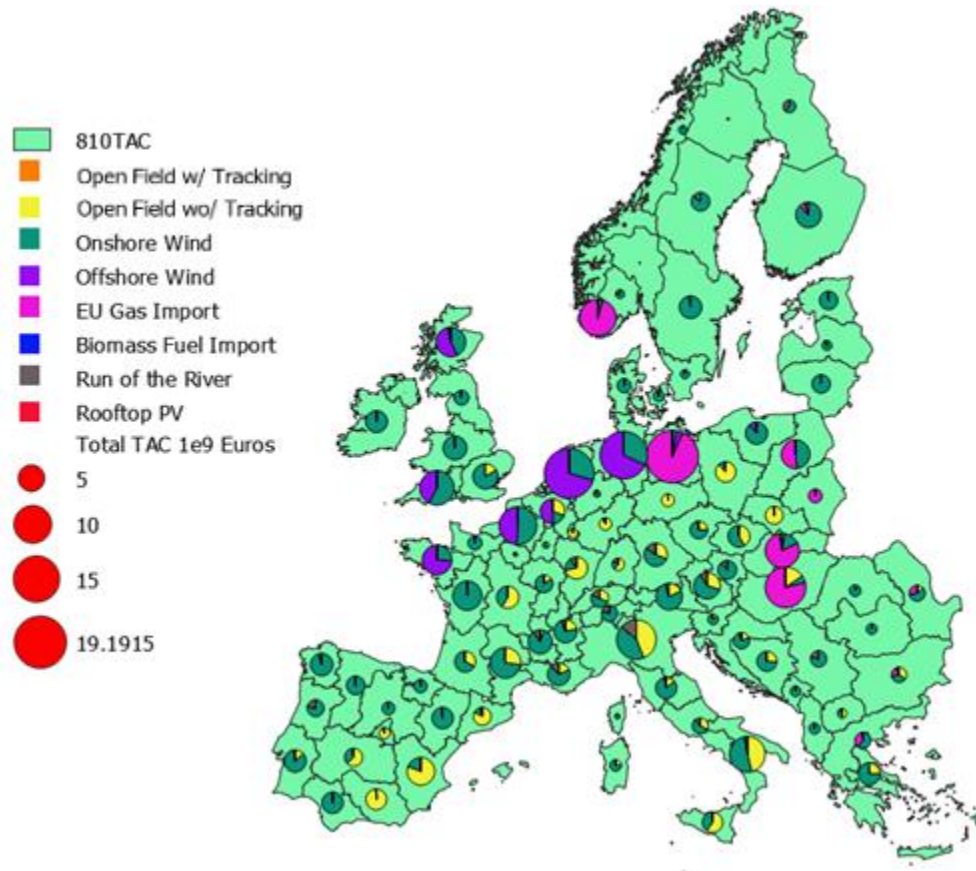 810TAC
Open Field w/ Tracking
Open Field wo/ Tracking
Onshore Wind
Offshore Wind
EU Gas Import
Biomass Fuel Import
Run of the River
Rooftop PV
Total TAC 1e9 Euros
5
10
15
19.1915